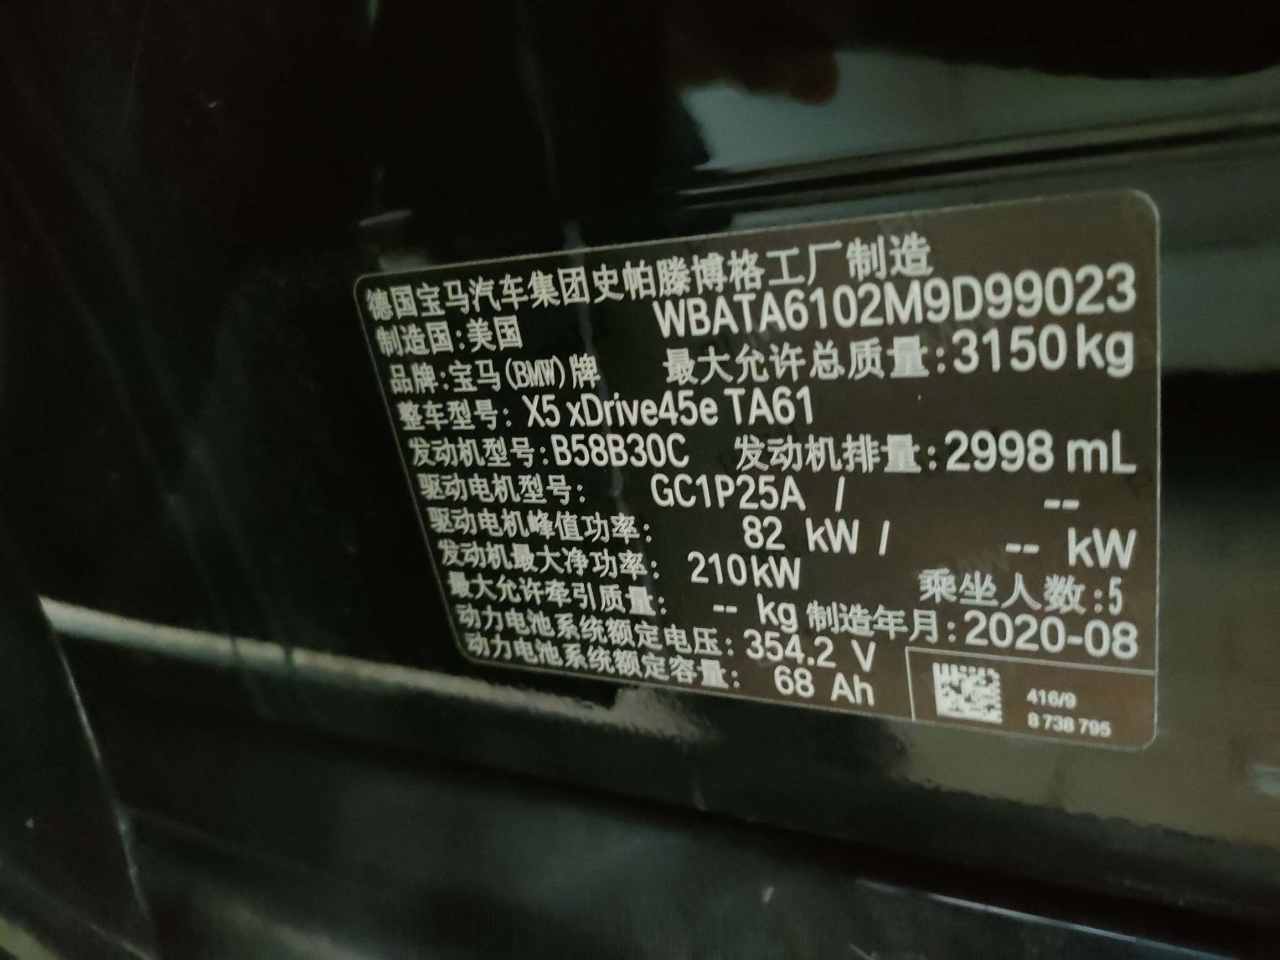 德国宝马汽车集团史帕滕博格工厂制造
制造国:美国 WBATA6102M9D99023
品牌:宝马(BMW)牌 最大允许总质量:3150kg
整车型号: X5 xDrive45e TA61
发动机型号:B58B30C 发动机排量:2998 mL
驱动电机型号: GC1P25A / --
驱动电机峰值功率: 82 kW / -- kW
发动机最大净功率: 210kW 乘坐人数:5
最大允许牵引质量: -- kg 制造年月:2020-08
动力电池系统额定电压: 354.2 V
动力电池系统额定容量: 68 Ah
416/9
8 738 795